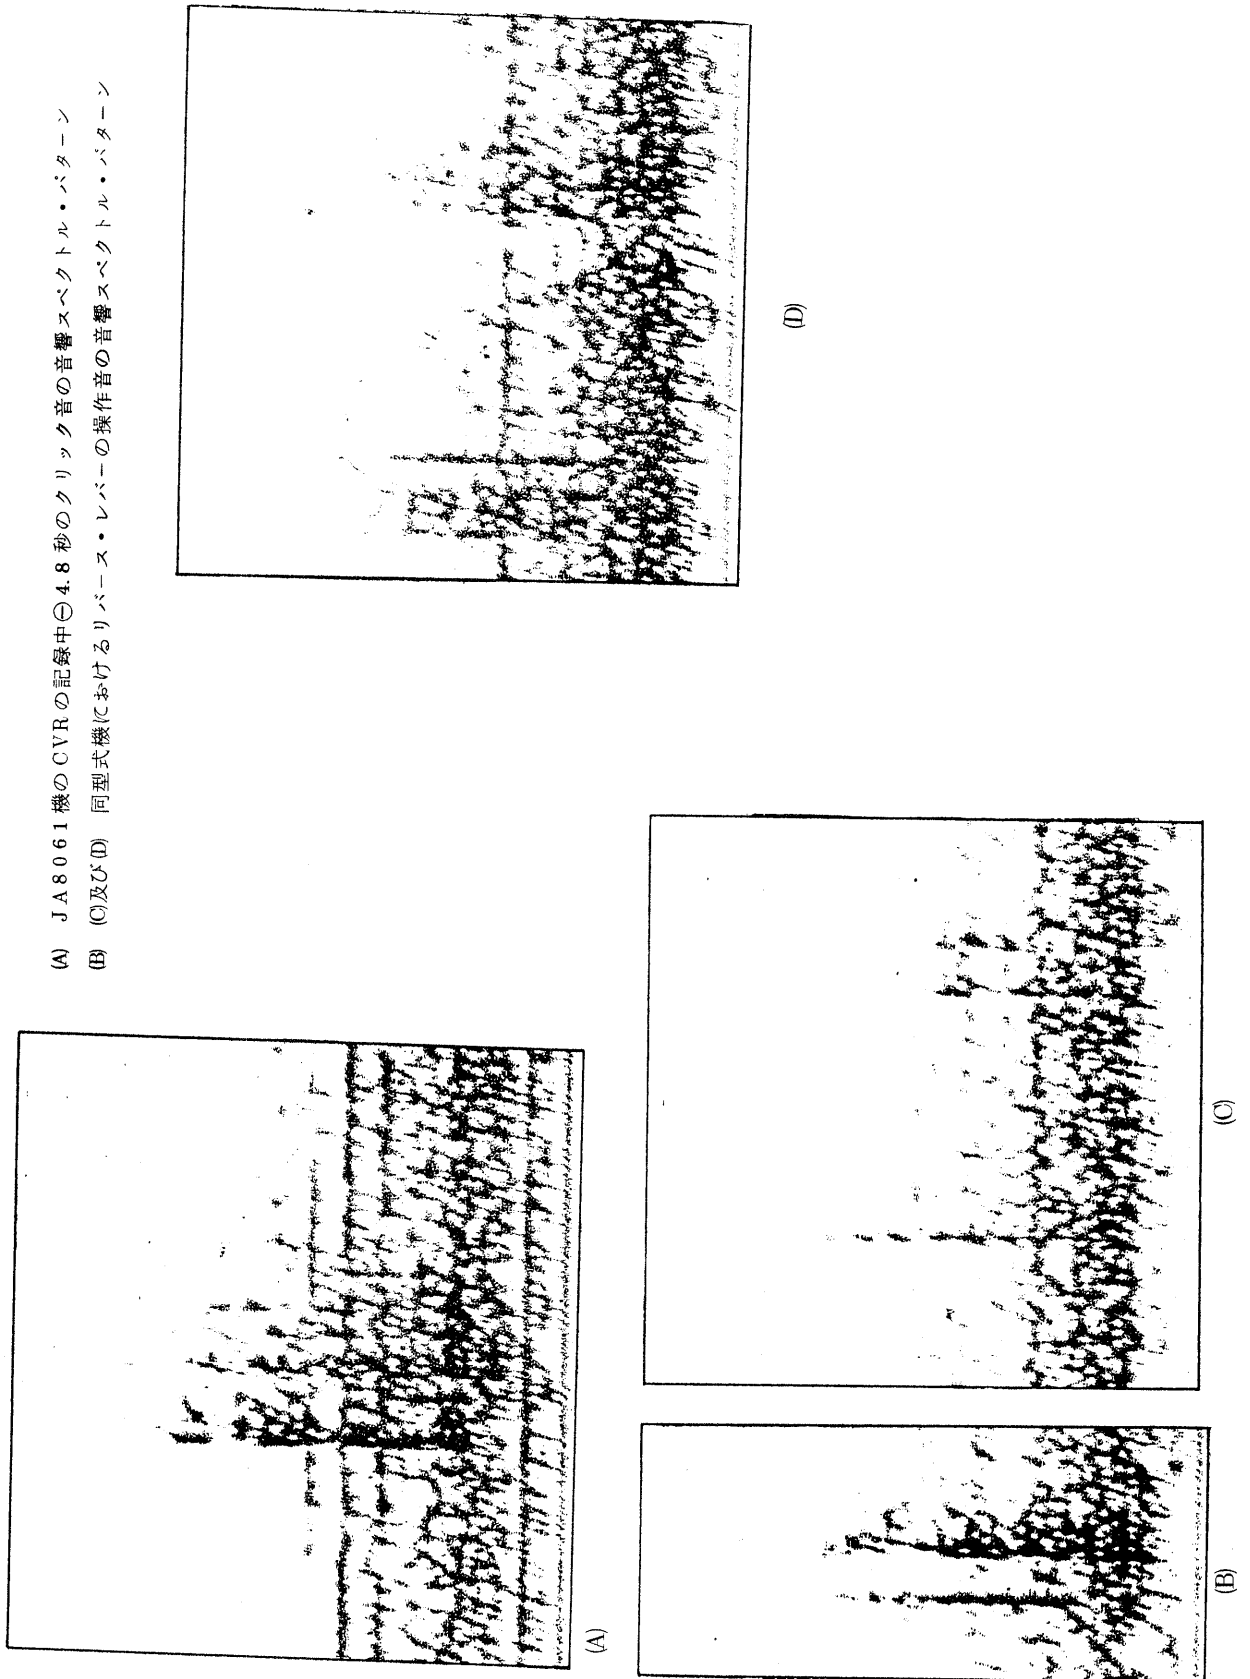 (A) JA8061機のCVRの記録中⊖4.8秒のクリック音の音響スペクトル・パターン
(B) (C)及び(D) 同型式機におけるリバース・レバーの操作音の音響スペクトル・パターン
(D)
(A)
(C)
(B)